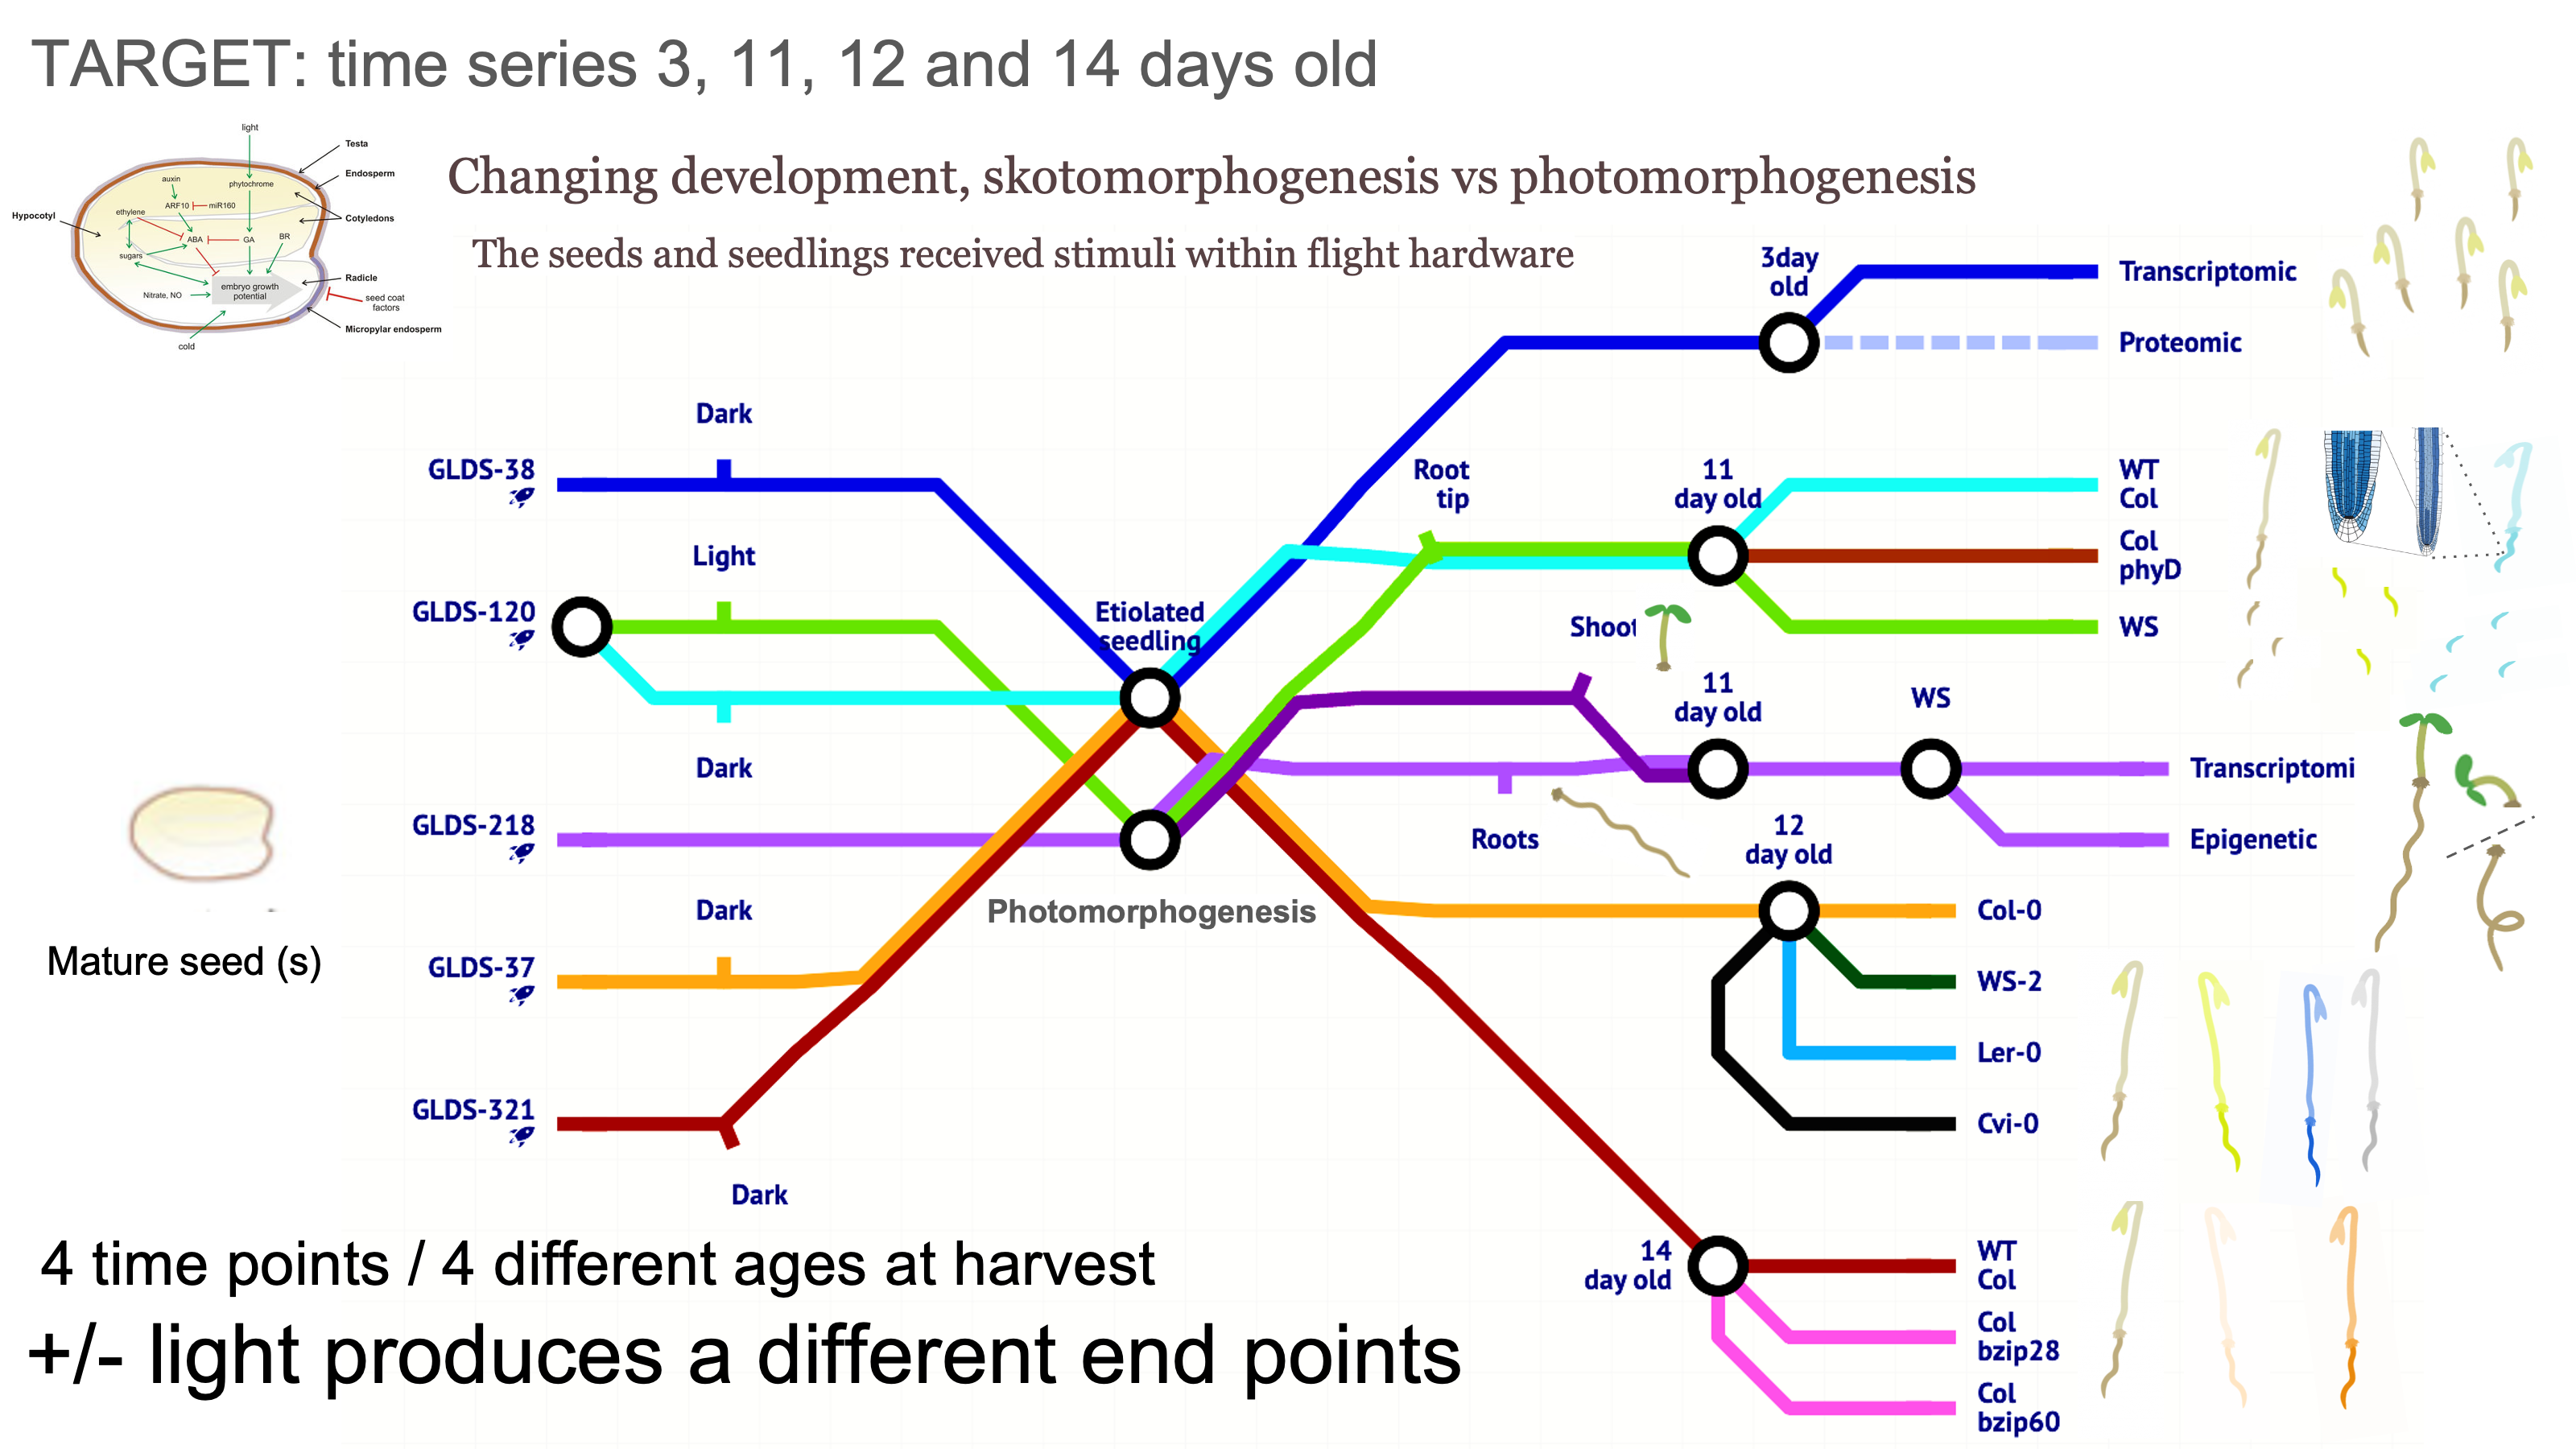 TARGET: time series 3, 11, 12 and 14 days old
light
Testa
Endosperm
auxin
phytochrome
ARF10
miR160
Hypocotyl
ethylene
Cotyledons
ABA
GA
BR
sugars
Radicle
embryo growth
potential
Nitrate, NO
seed coat
factors
Micropylar endosperm
cold
Changing development, skotomorphogenesis vs photomorphogenesis
The seeds and seedlings received stimuli within flight hardware
3day
old
Transcriptomic
Proteomic
Dark
GLDS-38
Root
tip
11
day old
WT
Col
Col
phyD
WS
Light
GLDS-120
Etiolated
seedling
Dark
Shoot
11
day old
WS
Transcriptomi
Epigenetic
Roots
GLDS-218
Photomorphogenesis
12
day old
Col-0
WS-2
Ler-0
Cvi-0
Mature seed (s)
Dark
GLDS-37
GLDS-321
Dark
14
day old
WT
Col
Col
bzip28
Col
bzip60
4 time points / 4 different ages at harvest
+/- light produces a different end points